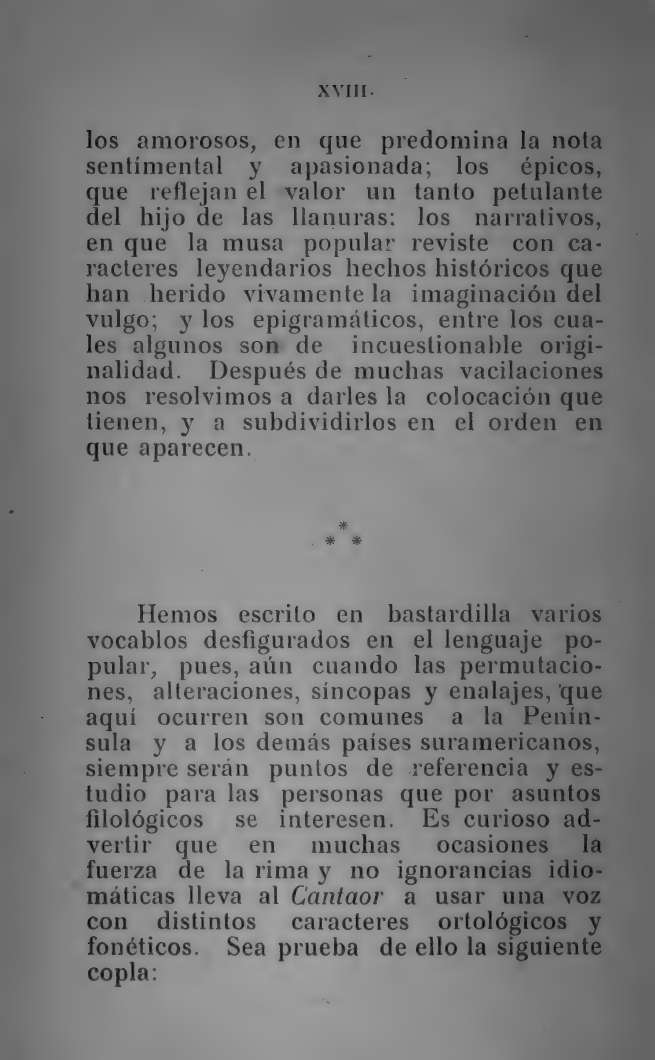 XVIII.
los amorosos, en que predomina la nota
sentimental y apasionada; los épicos,
que reflejan el valor un tanto petulante
del hijo de las llanuras: los narrativos,
en que la musa popular reviste con ca-
racteres leyendarios hechos históricos que
han herido vivamente la imaginación del
vulgo; y los epigramáticos, entre los cua-
les algunos son de incuestionable origi-
nalidad. Después de muchas vacilaciones
nos resolvimos a darles la colocación que
tienen, y a subdividirlos en el orden en
que aparecen.
*
* *
Hemos escrito en bastardilla varios
vocablos desfigurados en el lenguaje po-
pular, pues, aún cuando las permutacio-
nes, alteraciones, síncopas y enalajes, que
aquí ocurren son comunes a la Penín-
sula y a los demás países suramericanos,
siempre serán puntos de referencia y es-
tudio para las personas que por asuntos
filológicos se interesen. Es curioso ad-
vertir que en muchas ocasiones la
fuerza de la rima y no ignorancias idio-
máticas lleva al Cantaor a usar una voz
con distintos caracteres ortológicos y
fonéticos. Sea prueba de ello la siguiente
copla: